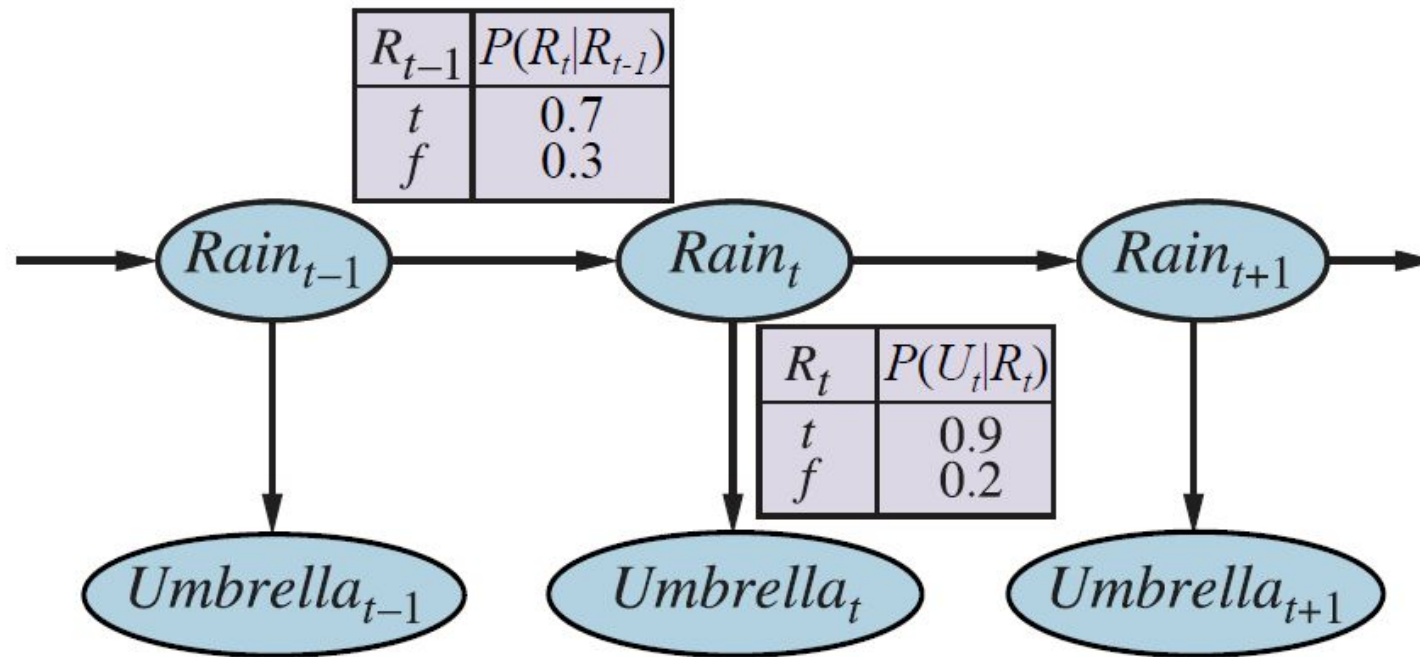 R_{t-1} P(R_t|R_{t-1})
t 0.7
f 0.3
Rain_{t-1} Rain_t Rain_{t+1}
R_t P(U_t|R_t)
t 0.9
f 0.2
Umbrella_{t-1} Umbrella_t Umbrella_{t+1}